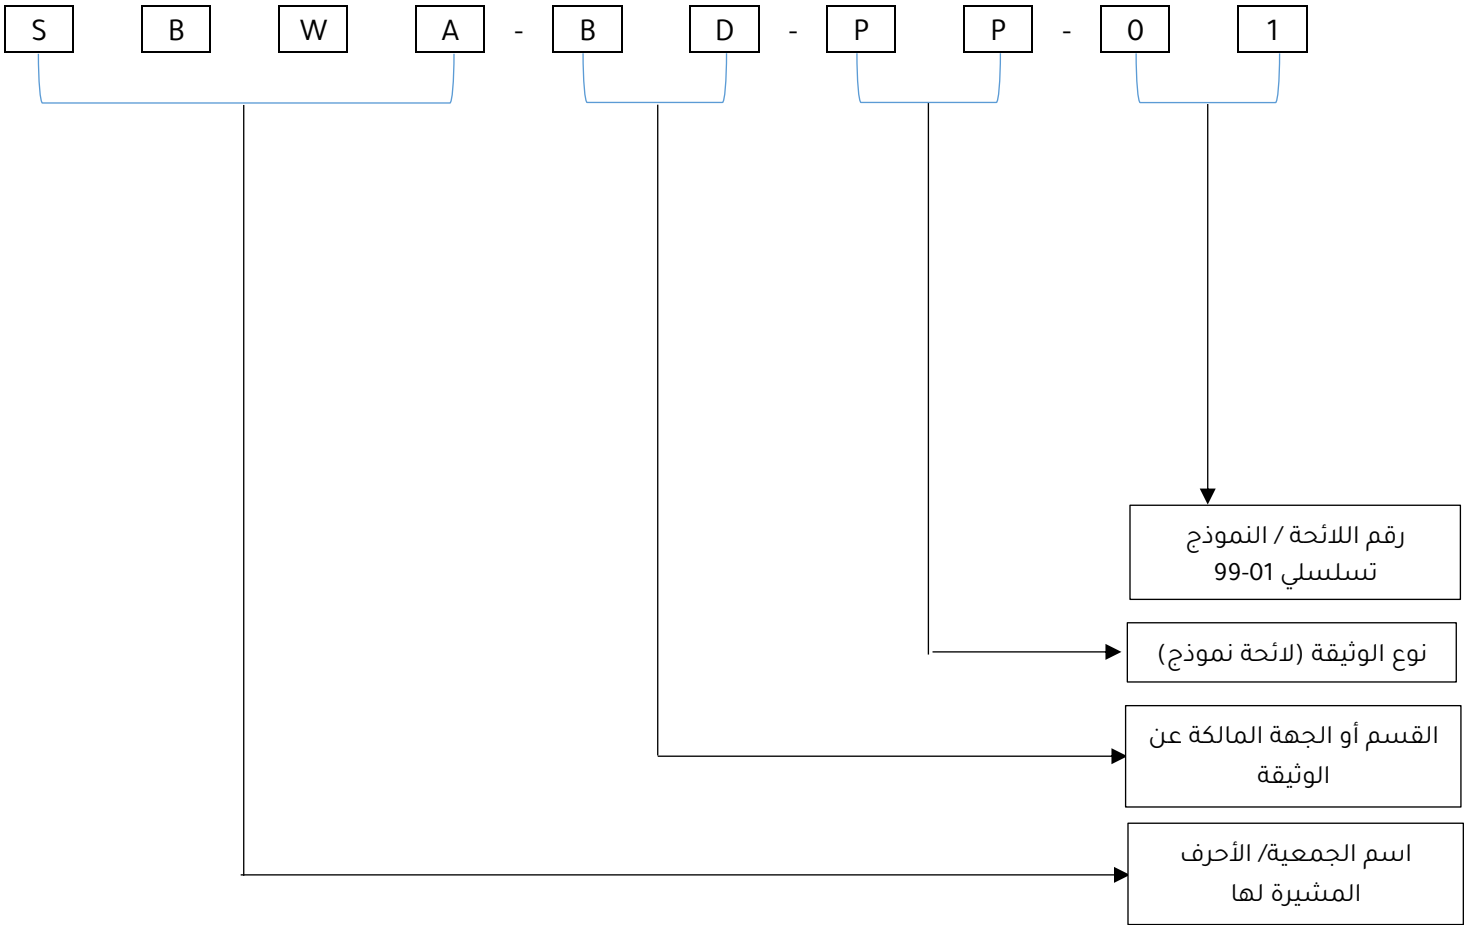 S B W A - B D - P P - 0 1
رقم اللائحة / النموذج
تسلسلي 01-99
نوع الوثيقة (لائحة نموذج)
القسم أو الجهة المالكة عن
الوثيقة
اسم الجمعية/ الأحرف
المشيرة لها